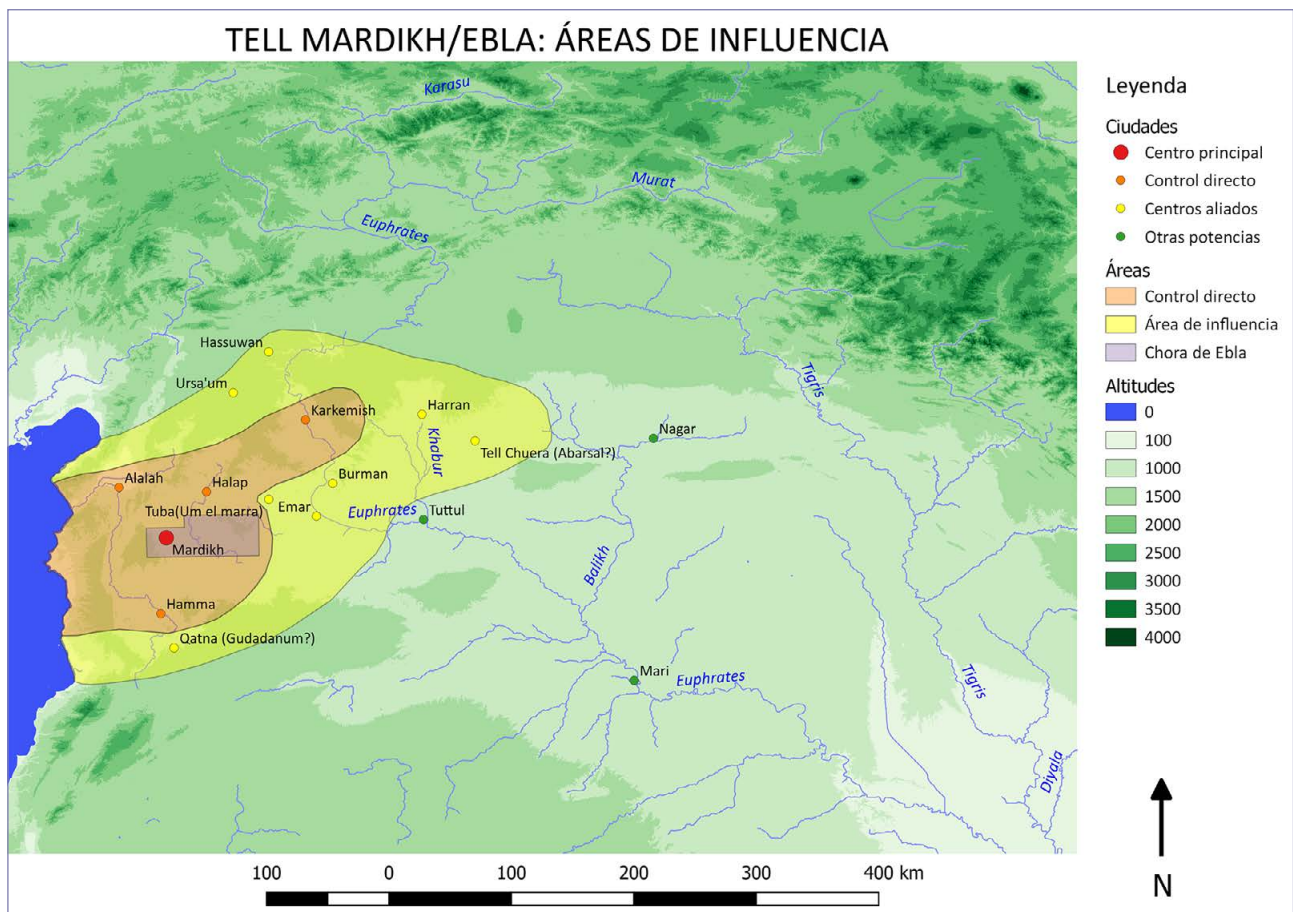 TELL MARDIKH/EBLA: ÁREAS DE INFLUENCIA
Karasu
Murat
Euphrates
Tigris
Hassuwan
Ursa'um
Karkemish
Harran
Khabur
Nagar
Tell Chuera (Abarsal?)
Alalah
Halap
Burman
Tuba(Um el marra)
Emar
Euphrates
Tuttul
Mardikh
Balikh
Hamma
Qatna (Gudadanum?)
Mari
Euphrates
Tigris
Diyala
Leyenda
Ciudades
Centro principal
Control directo
Centros aliados
Otras potencias
Áreas
Control directo
Área de influencia
Chora de Ebla
Altitudes
0
100
1000
1500
2000
2500
3000
3500
4000
N
100 0 100 200 300 400 km